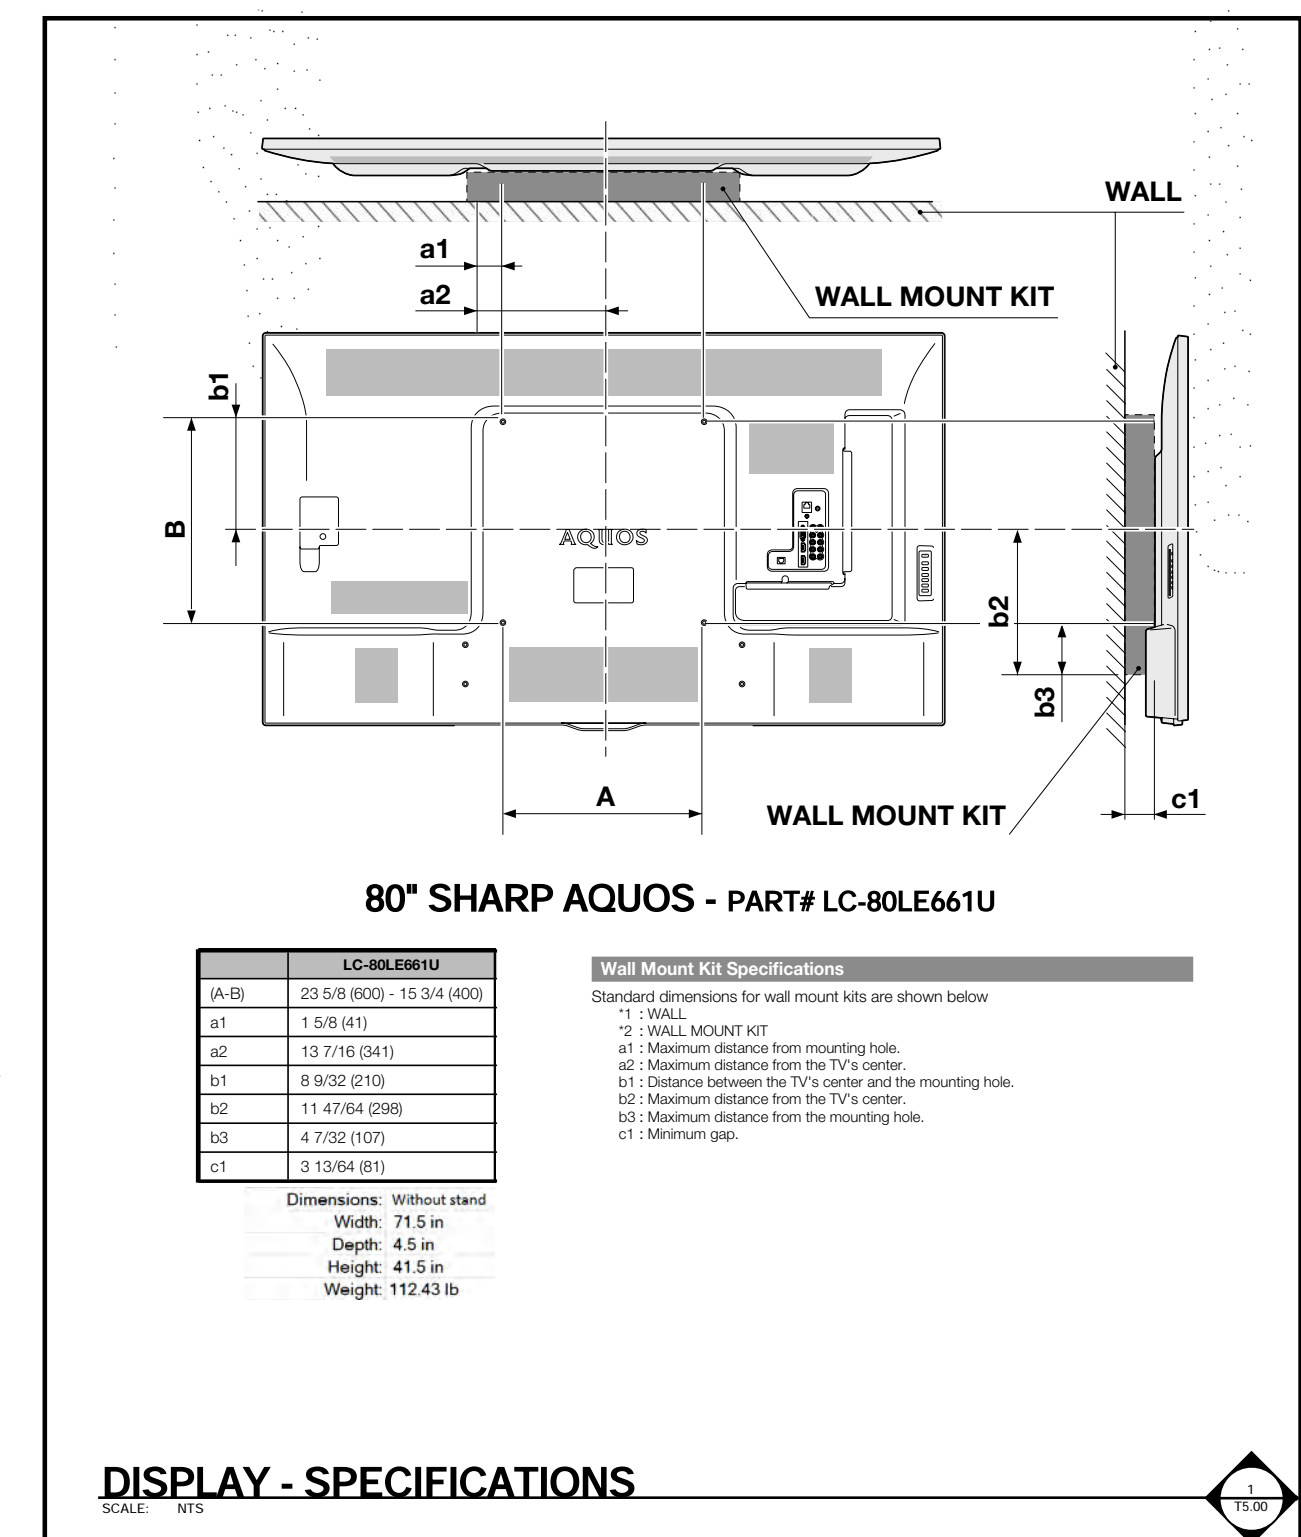 WALL
a1
a2
WALL MOUNT KIT
b1
B
AQUOS
b2
b3
A
WALL MOUNT KIT
c1
80" SHARP AQUOS - PART# LC-80LE661U
LC-80LE661U
(A-B) 23 5/8 (600) - 15 3/4 (400)
a1 1 5/8 (41)
a2 13 7/16 (341)
b1 8 9/32 (210)
b2 11 47/64 (298)
b3 4 7/32 (107)
c1 3 13/64 (81)
Dimensions: Without stand
Width: 71.5 in
Depth: 4.5 in
Height: 41.5 in
Weight: 112.43 lb
Wall Mount Kit Specifications
Standard dimensions for wall mount kits are shown below
*1 : WALL
*2 : WALL MOUNT KIT
a1 : Maximum distance from mounting hole.
a2 : Maximum distance from the TV's center.
b1 : Distance between the TV's center and the mounting hole.
b2 : Maximum distance from the TV's center.
b3 : Maximum distance from the mounting hole.
c1 : Minimum gap.
DISPLAY - SPECIFICATIONS
SCALE: NTS
1
T5.00